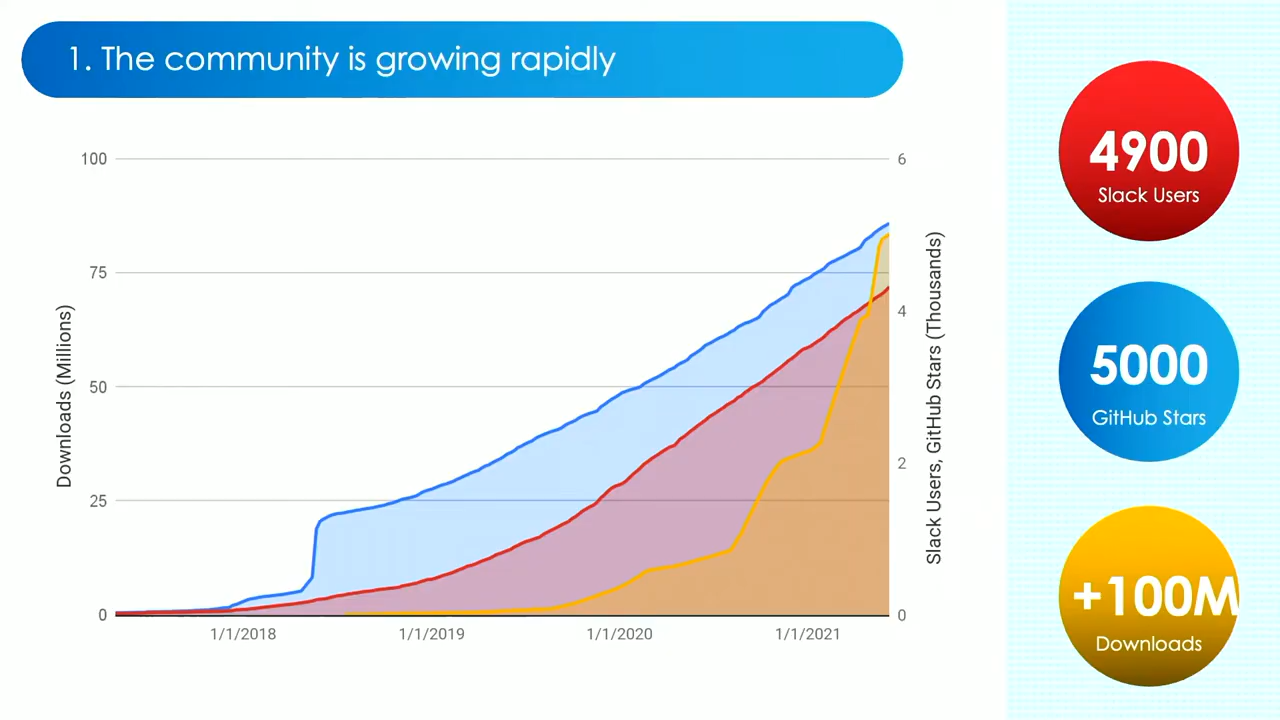 1. The community is growing rapidly
100
75
50
25
0
Downloads (Millions)
1/1/2018
1/1/2019
1/1/2020
1/1/2021
6
4
2
0
Slack Users, GitHub Stars (Thousands)
4900
Slack Users
5000
GitHub Stars
+100M
Downloads